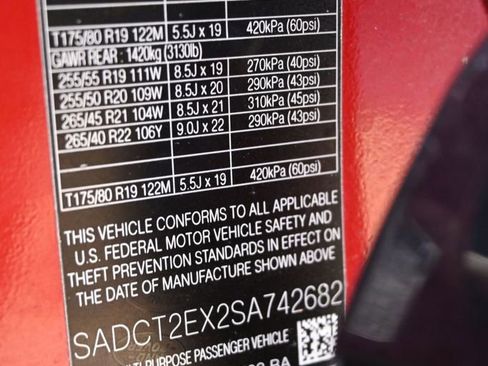 T175/80 R19 122M 5.5J x 19 420kPa (60psi)
GAWR REAR : 1420kg (3130lb)
255/55 R19 111W 8.5J x 19 270kPa (40psi)
255/50 R20 109W 8.5J x 20 290kPa (43psi)
265/45 R21 104W 8.5J x 21 310kPa (45psi)
265/40 R22 106Y 9.0J x 22 290kPa (43psi)
T175/80 R19 122M 5.5J x 19 420kPa (60psi)
THIS VEHICLE CONFORMS TO ALL APPLICABLE
U.S. FEDERAL MOTOR VEHICLE SAFETY AND
THEFT PREVENTION STANDARDS IN EFFECT ON
THE DATE OF MANUFACTURE SHOWN ABOVE
SADCT2EX2SA742682
PURPOSE PASSENGER VEHICLE